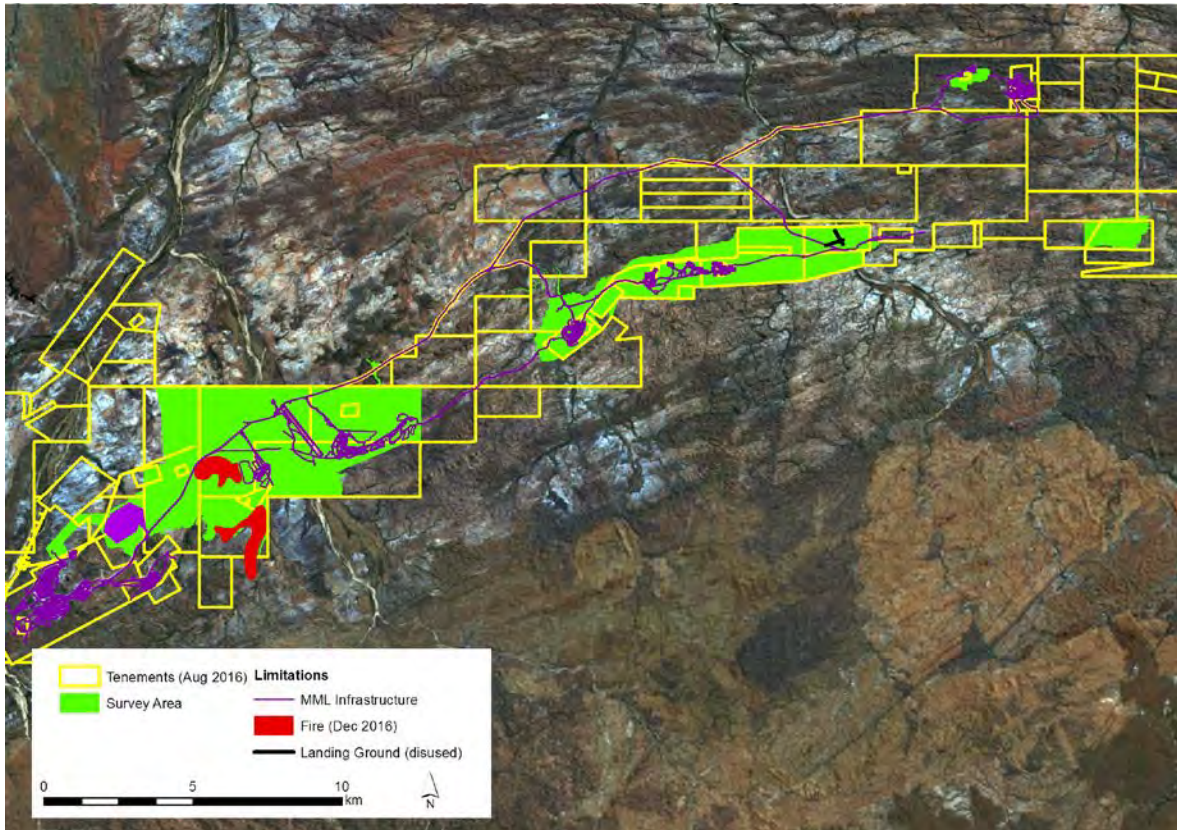 Tenements (Aug 2016)
Survey Area
Limitations
MML Infrastructure
Fire (Dec 2016)
Landing Ground (disused)
0 5 10
km
N